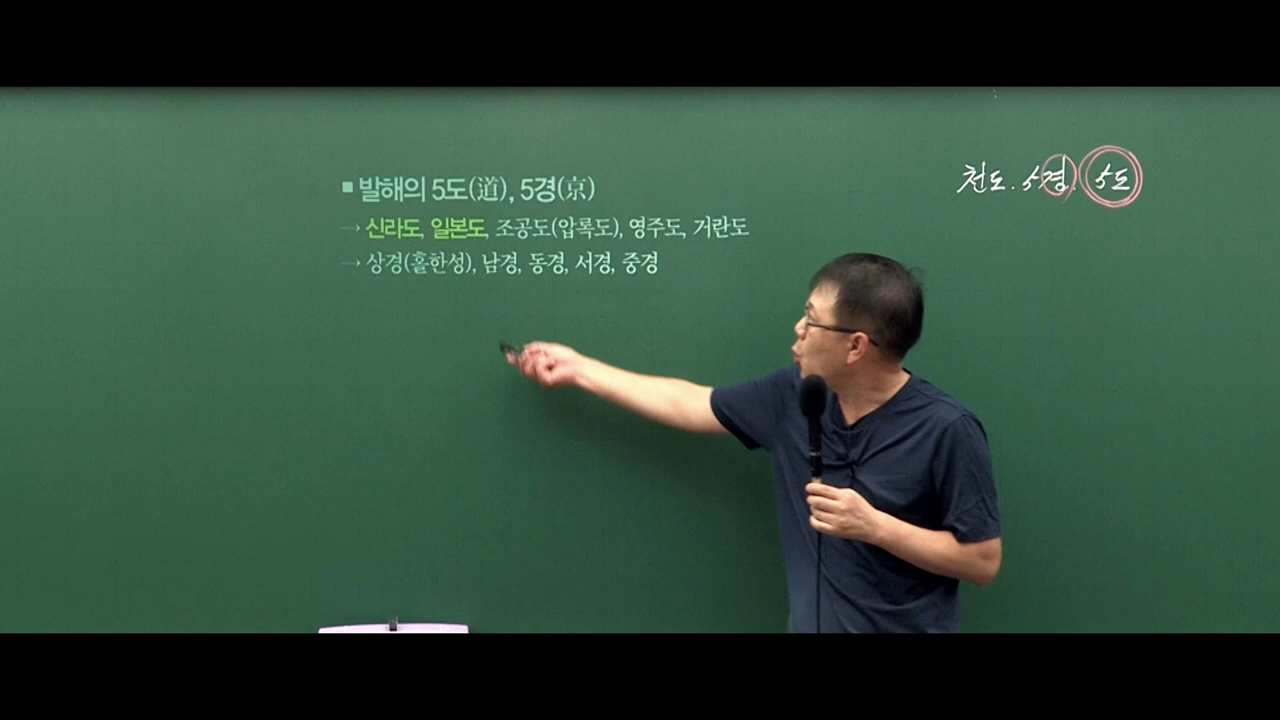 ■ 발해의 5도(道), 5경(京)
→ 신라도, 일본도, 조공도(압록도), 영주도, 거란도
→ 상경(홀한성), 남경, 동경, 서경, 중경
천도. 5경. 5도